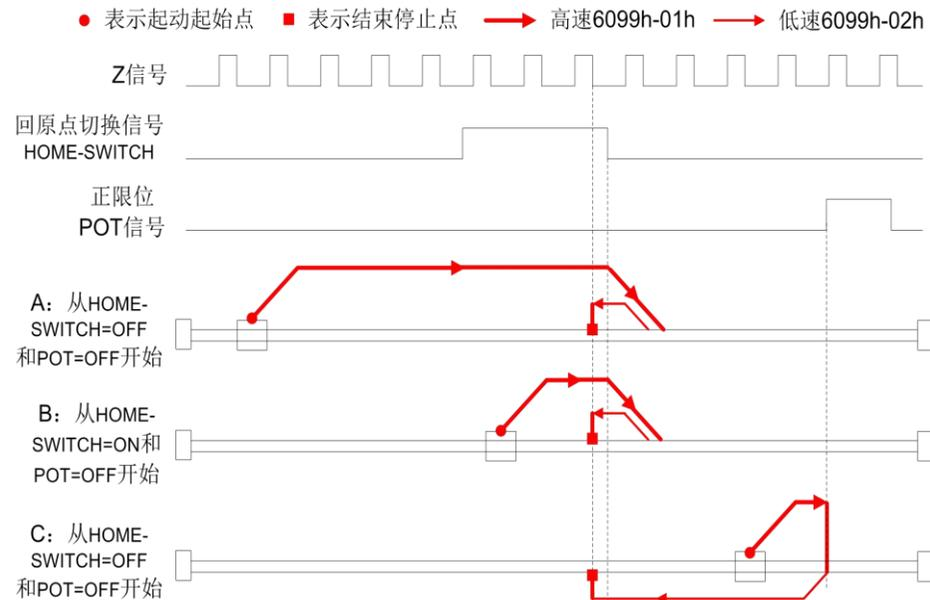 表示起动起始点 表示结束停止点 高速6099h-01h 低速6099h-02h
Z信号
回原点切换信号
HOME-SWITCH
正限位
POT信号
A：从HOME-
SWITCH=OFF
和POT=OFF开始
B：从HOME-
SWITCH=ON和
POT=OFF开始
C：从HOME-
SWITCH=OFF
和POT=OFF开始